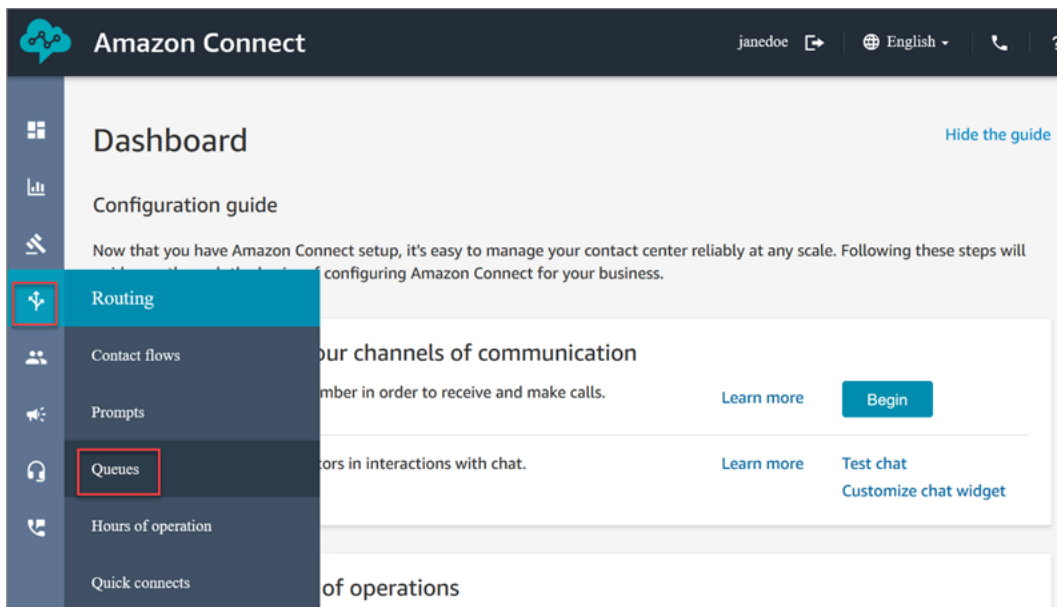 Amazon Connect
janedoe
English
?
Dashboard
Hide the guide
Configuration guide
Now that you have Amazon Connect setup, it's easy to manage your contact center reliably at any scale. Following these steps will
configuring Amazon Connect for your business.
Routing
Contact flows
Prompts
Queues
Hours of operation
Quick connects
our channels of communication
in order to receive and make calls.
Learn more
Begin
in interactions with chat.
Learn more
Test chat
Customize chat widget
of operations